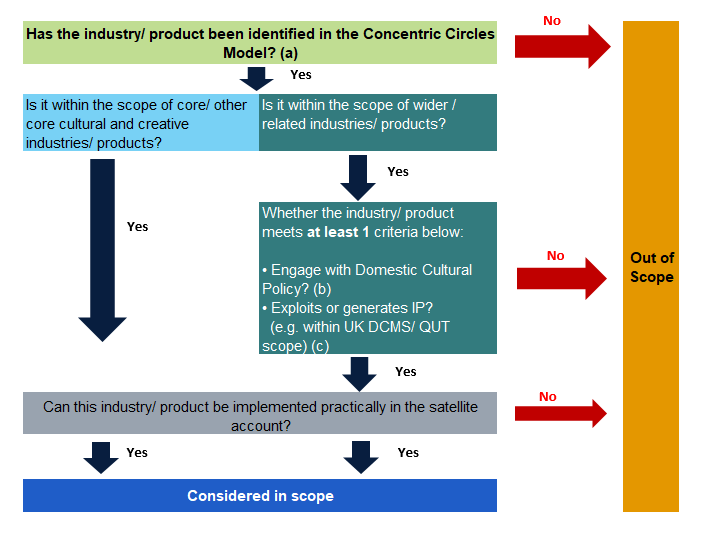 No
Has the industry/ product been identified in the Concentric Circles
Model? (a)
Yes
Is it within the scope of core/ other
core cultural and creative
industries/ products?
Is it within the scope of wider /
related industries/ products?
Yes
Yes
Whether the industry/ product
meets at least 1 criteria below:
• Engage with Domestic Cultural
Policy? (b)
• Exploits or generates IP?
(e.g. within UK DCMS/ QUT
scope) (c)
No
Out of
Scope
Yes
Can this industry/ product be implemented practically in the satellite
account?
No
Yes
Yes
Considered in scope